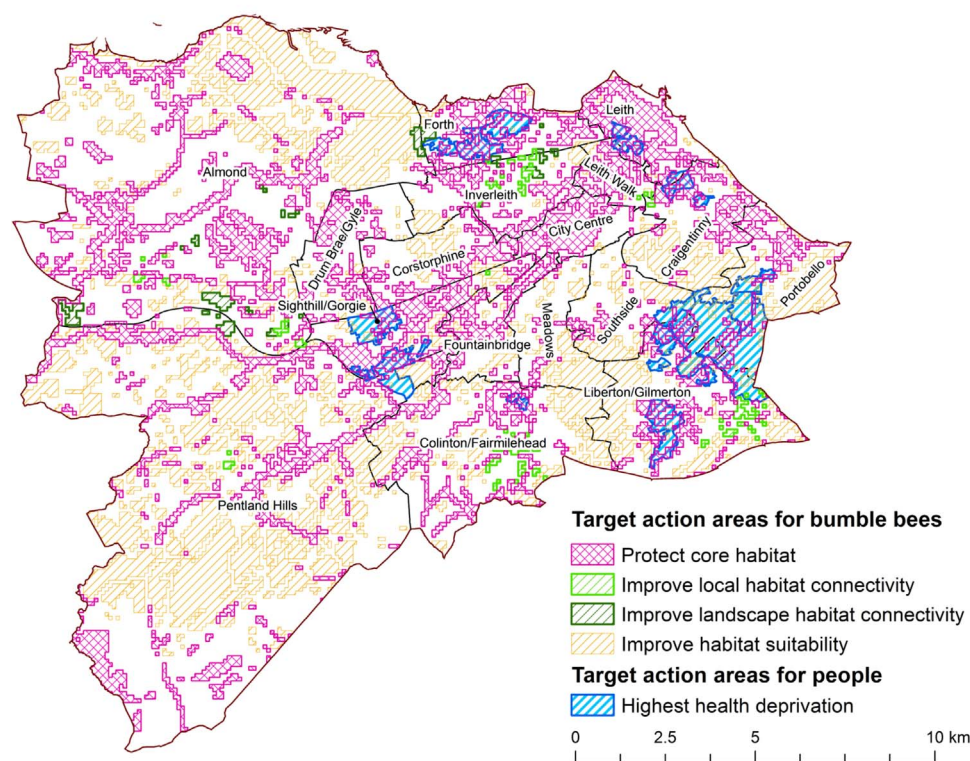 Forth
Leith
Almond
Inverleith
Leith Walk
Drum Brae/Gyle
Corstorphine
City Centre
Craigentinny
Portobello
Sighthill/Gorgie
Fountainbridge
Meadows
Southside
Liberton/Gilmerton
Colinton/Fairmilehead
Pentland Hills
Target action areas for bumble bees
Protect core habitat
Improve local habitat connectivity
Improve landscape habitat connectivity
Improve habitat suitability
Target action areas for people
Highest health deprivation
0 2.5 5 10 km